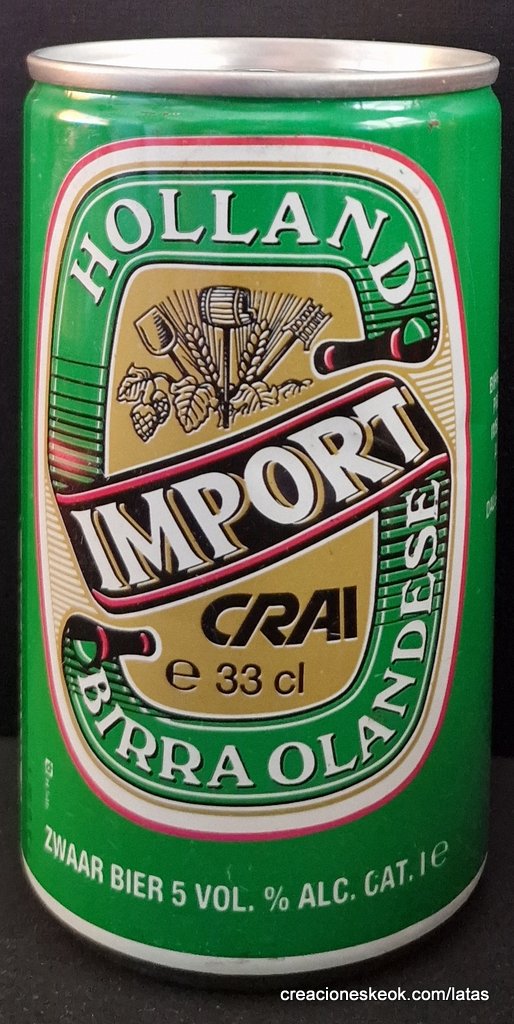 HOLLAND
IMPORT
CRAI
e 33 cl
BIRRA OLANDESE
ZWAAR BIER 5 VOL. % ALC. CAT. I e
creacioneskeok.com/latas